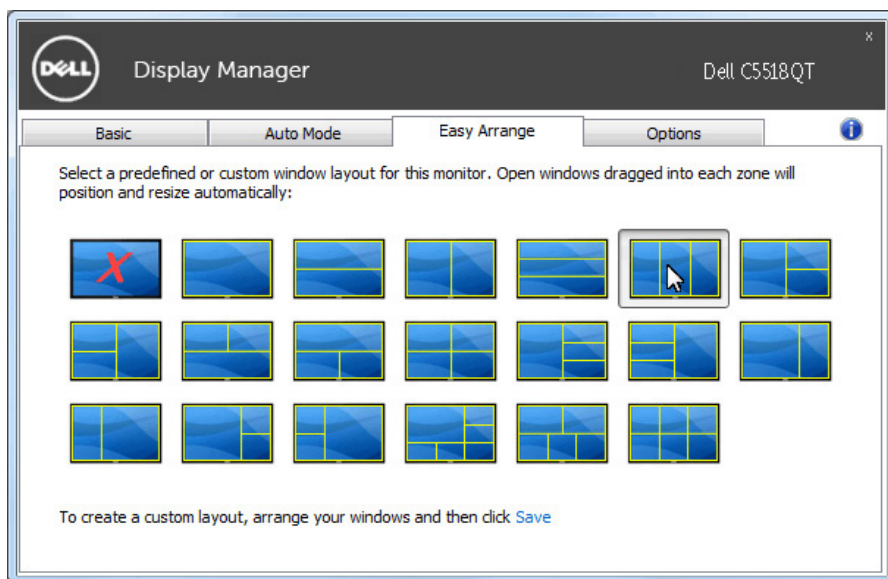 x
DELL Display Manager Dell C5518QT
Basic Auto Mode Easy Arrange Options i
Select a predefined or custom window layout for this monitor. Open windows dragged into each zone will
position and resize automatically:
X
To create a custom layout, arrange your windows and then click Save